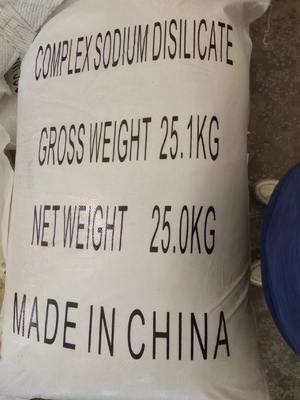 COMPLEX SODIUM DISILICATE
GROSS WEIGHT 25.1KG
NET WEIGHT 25.0KG
MADE IN CHINA